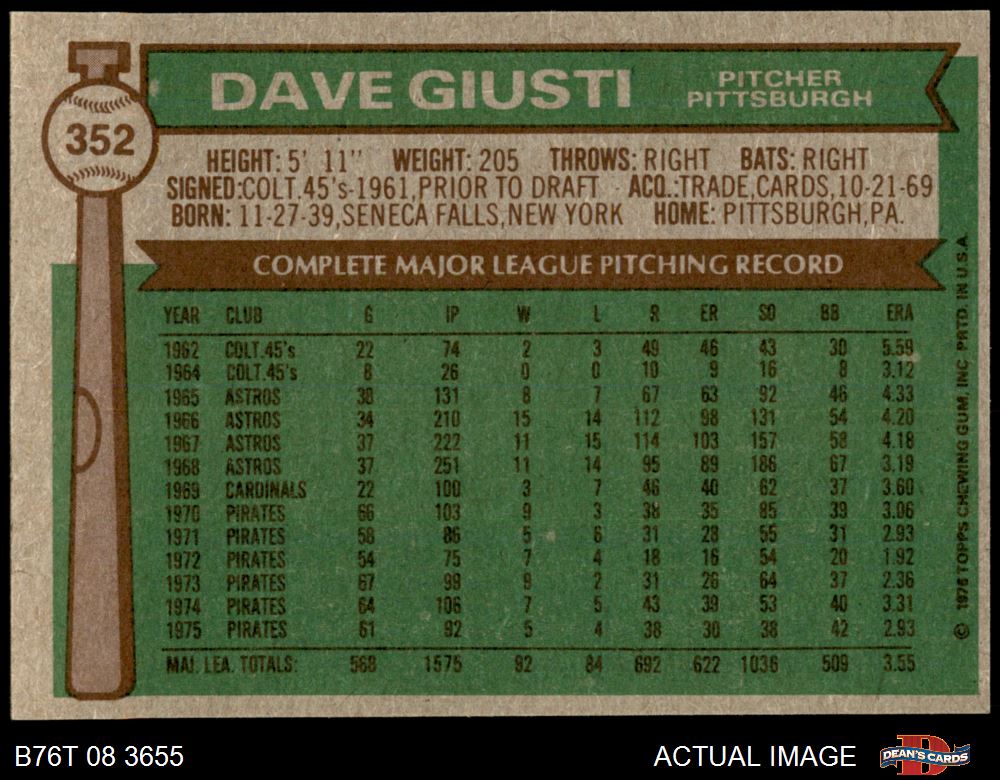 DAVE GIUSTI
PITCHER
PITTSBURGH
352
HEIGHT: 5' 11" WEIGHT: 205 THROWS: RIGHT BATS: RIGHT
SIGNED:COLT.45's-1961,PRIOR TO DRAFT · ACQ.:TRADE,CARDS,10-21-69
BORN: 11-27-39,SENECA FALLS,NEW YORK HOME: PITTSBURGH,PA.
COMPLETE MAJOR LEAGUE PITCHING RECORD
YEAR CLUB G IP W L R ER SO BB ERA
1962 COLT.45's 22 74 2 3 49 46 43 30 5.59
1964 COLT.45's 8 26 0 0 10 9 16 8 3.12
1965 ASTROS 38 131 8 7 67 63 92 46 4.33
1966 ASTROS 34 210 15 14 112 98 131 54 4.20
1967 ASTROS 37 222 11 15 114 103 157 58 4.18
1968 ASTROS 37 251 11 14 95 89 186 67 3.19
1969 CARDINALS 22 100 3 7 46 40 62 37 3.60
1970 PIRATES 66 103 9 3 38 35 85 39 3.06
1971 PIRATES 58 86 5 6 31 28 55 31 2.93
1972 PIRATES 54 75 7 4 18 16 54 20 1.92
1973 PIRATES 67 99 9 2 31 26 64 37 2.36
1974 PIRATES 64 106 7 5 43 39 53 40 3.31
1975 PIRATES 61 92 5 4 38 30 38 42 2.93
MAJ. LEA. TOTALS: 568 1575 92 84 692 622 1036 509 3.55
© 1976 TOPPS CHEWING GUM, INC. PRTD. IN U.S.A.
B76T 08 3655
ACTUAL IMAGE
D
DEAN'S CARDS